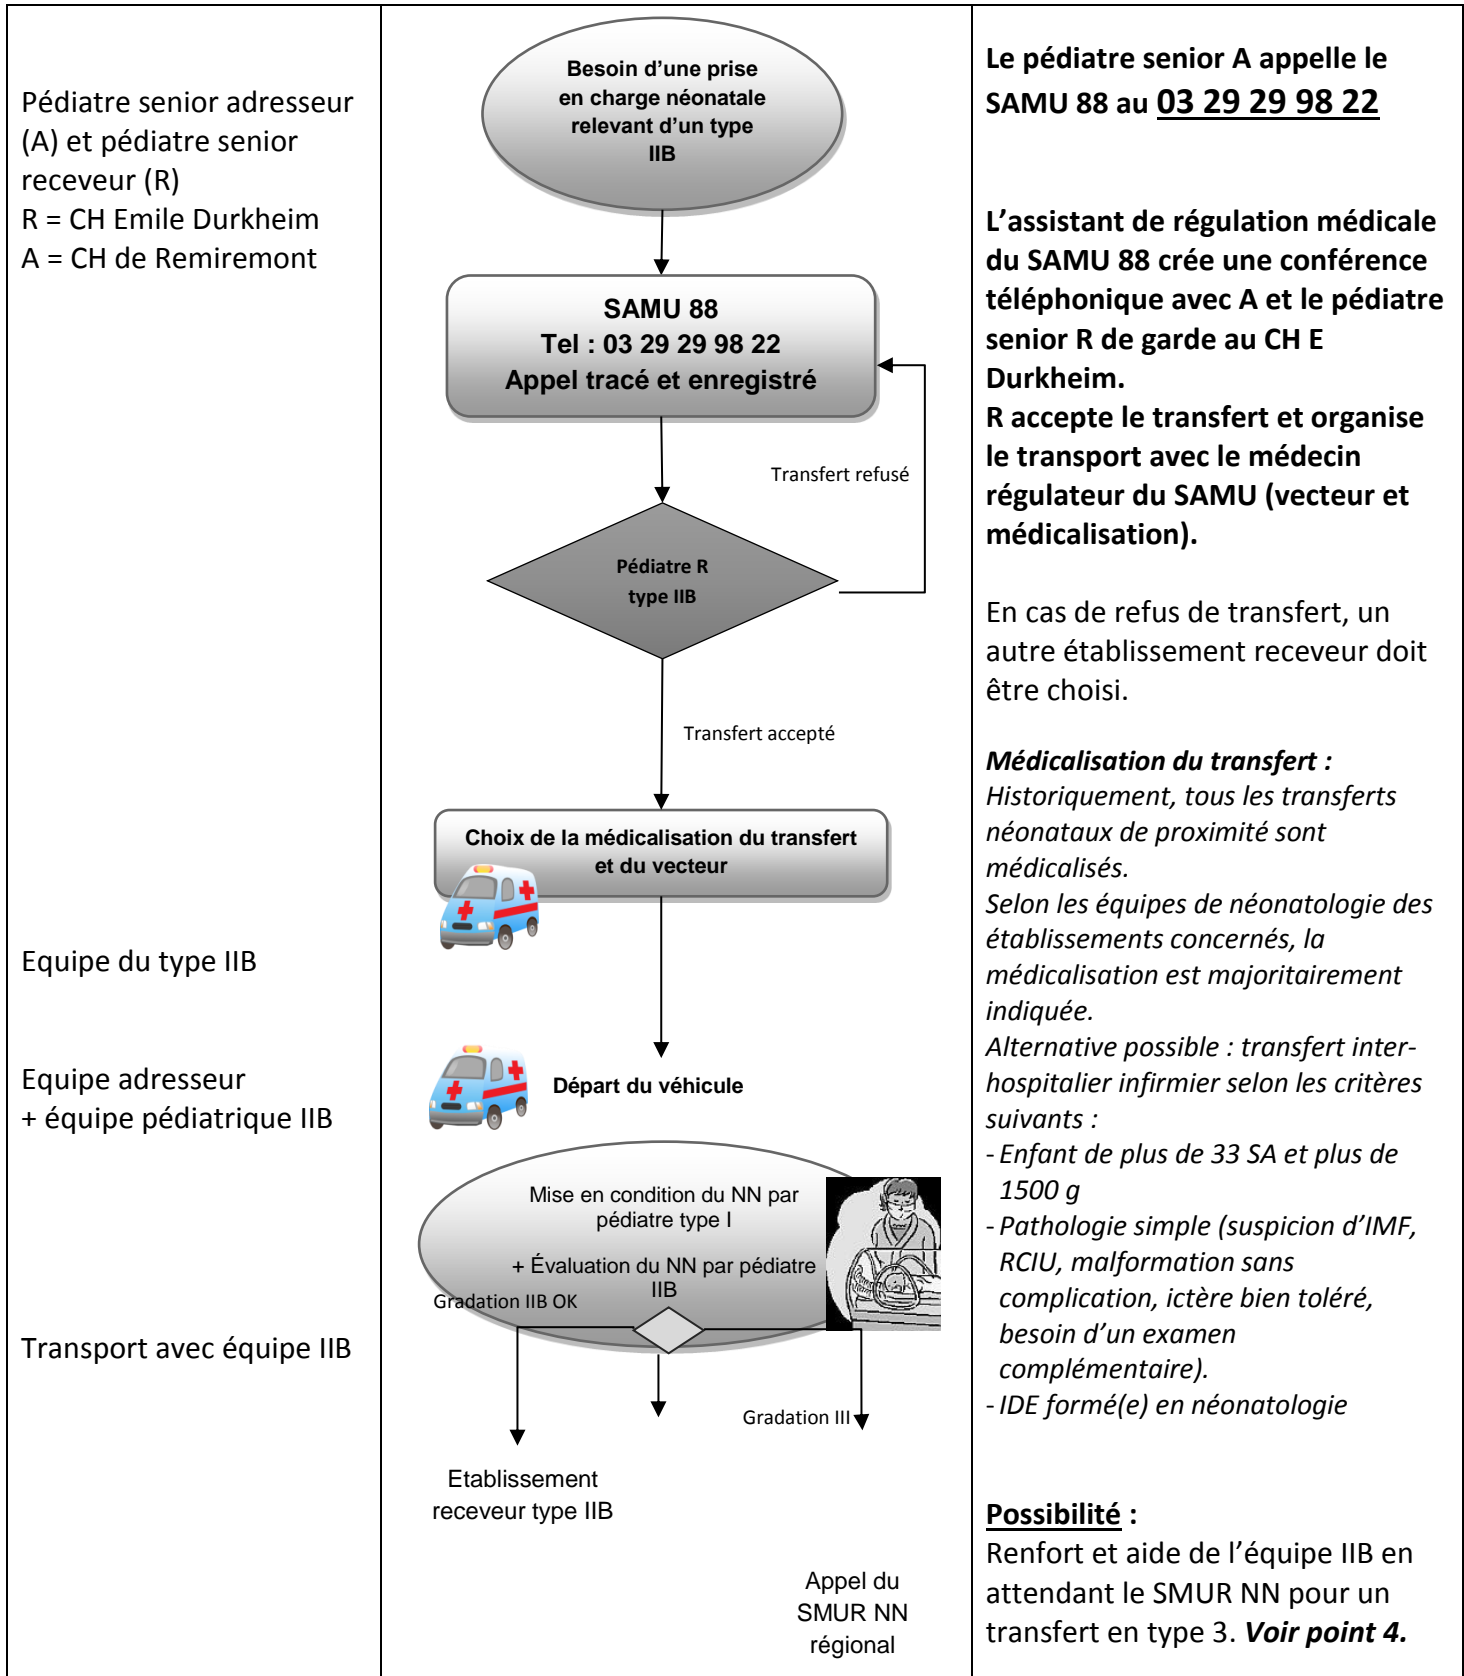 Pédiatre senior adresseur
(A) et pédiatre senior
receveur (R)
R = CH Emile Durkheim
A = CH de Remiremont
Equipe du type IIB
Equipe adresseur
+ équipe pédiatrique IIB
Transport avec équipe IIB
Besoin d’une prise
en charge néonatale
relevant d’un type
IIB
SAMU 88
Tel : 03 29 29 98 22
Appel tracé et enregistré
Transfert refusé
Pédiatre R
type IIB
Transfert accepté
Choix de la médicalisation du transfert
et du vecteur
Départ du véhicule
Mise en condition du NN par
pédiatre type I
+ Évaluation du NN par pédiatre
IIB
Gradation IIB OK
Gradation III
Etablissement
receveur type IIB
Appel du
SMUR NN
régional
Le pédiatre senior A appelle le
SAMU 88 au 03 29 29 98 22
L’assistant de régulation médicale
du SAMU 88 crée une conférence
téléphonique avec A et le pédiatre
senior R de garde au CH E
Durkheim.
R accepte le transfert et organise
le transport avec le médecin
régulateur du SAMU (vecteur et
médicalisation).
En cas de refus de transfert, un
autre établissement receveur doit
être choisi.
Médicalisation du transfert :
Historiquement, tous les transferts
néonataux de proximité sont
médicalisés.
Selon les équipes de néonatologie des
établissements concernés, la
médicalisation est majoritairement
indiquée.
Alternative possible : transfert inter-
hospitalier infirmier selon les critères
suivants :
- Enfant de plus de 33 SA et plus de
1500 g
- Pathologie simple (suspicion d’IMF,
RCIU, malformation sans
complication, ictère bien toléré,
besoin d’un examen
complémentaire).
- IDE formé(e) en néonatologie
Possibilité :
Renfort et aide de l’équipe IIB en
attendant le SMUR NN pour un
transfert en type 3. Voir point 4.